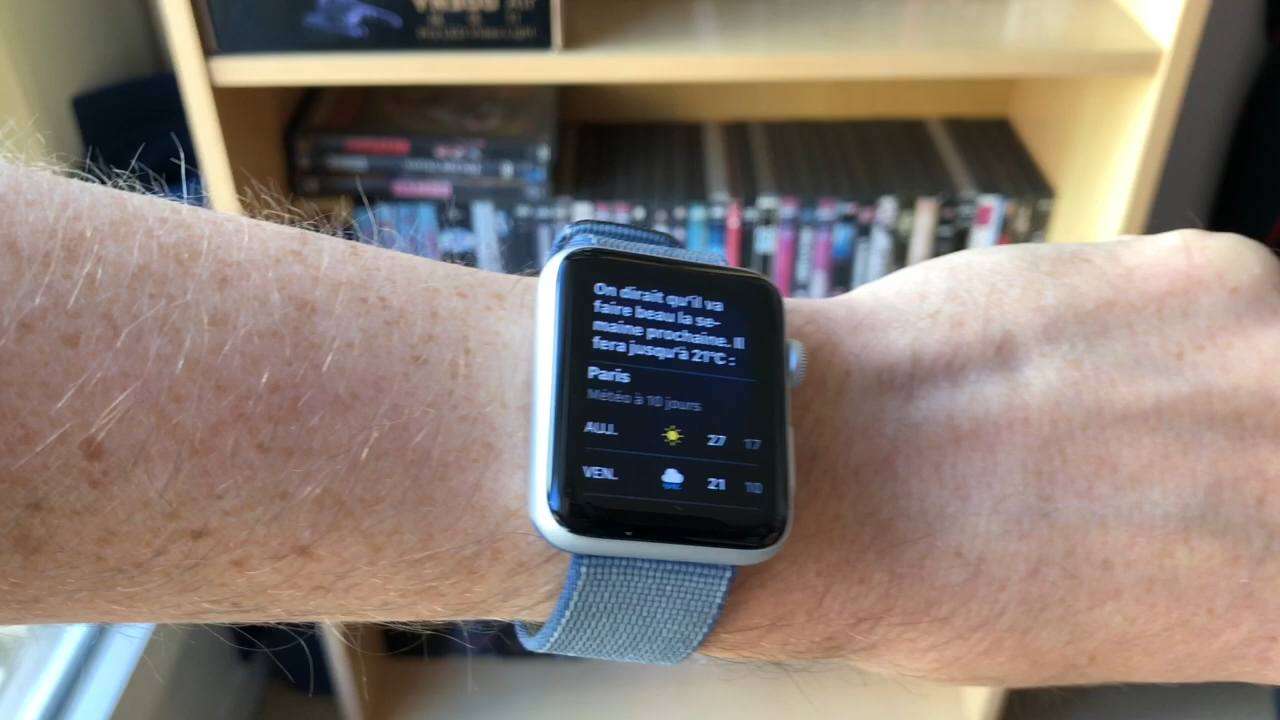 On dirait qu'il va
faire beau la se-
maine prochaine. Il
fera jusqu'à 21°C :
Paris
Météo à 10 jours
AUJ. 27 17
VEN. 21 10